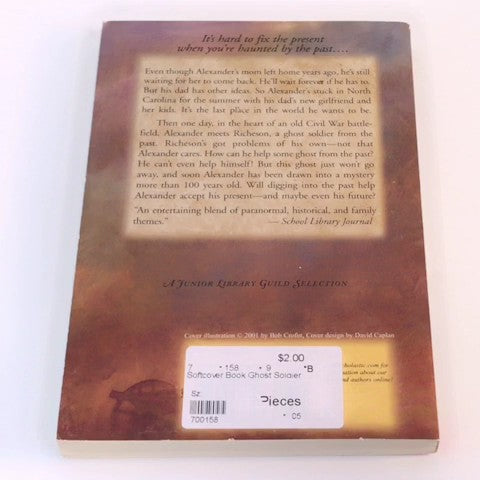 It's hard to fix the present
when you're haunted by the past....
Even though Alexander's mom left home years ago, he's still
waiting for her to come back. He'll wait forever if he has to.
But his dad has other ideas. So Alexander's stuck in North
Carolina for the summer with his dad's new girlfriend and
her kids. It's the last place in the world he wants to be.
Then one day, in the heart of an old Civil War battle-
field, Alexander meets Richeson, a ghost soldier from the
past. Richeson's got problems of his own—not that
Alexander cares. How can he help some ghost from the past?
He can't even help himself! But this ghost just won't go
away, and soon Alexander has been drawn into a mystery
more than 100 years old. Will digging into the past help
Alexander accept his present—and maybe even his future?
"An entertaining blend of paranormal, historical, and family
themes." — School Library Journal
A Junior Library Guild Selection
Cover illustration © 2001 by Bob Crofut, Cover design by David Caplan
$2.00
7 158 9 *B
Softcover Book Ghost Soldier
Sz:
Pieces
700158 05
holastic.com for
mation about our
nd authors online!